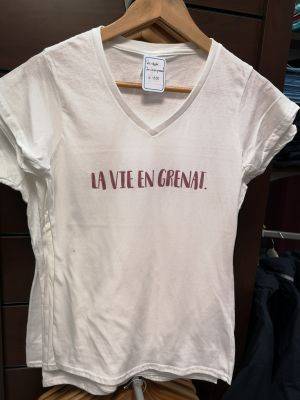 LA VIE EN GRENAT.